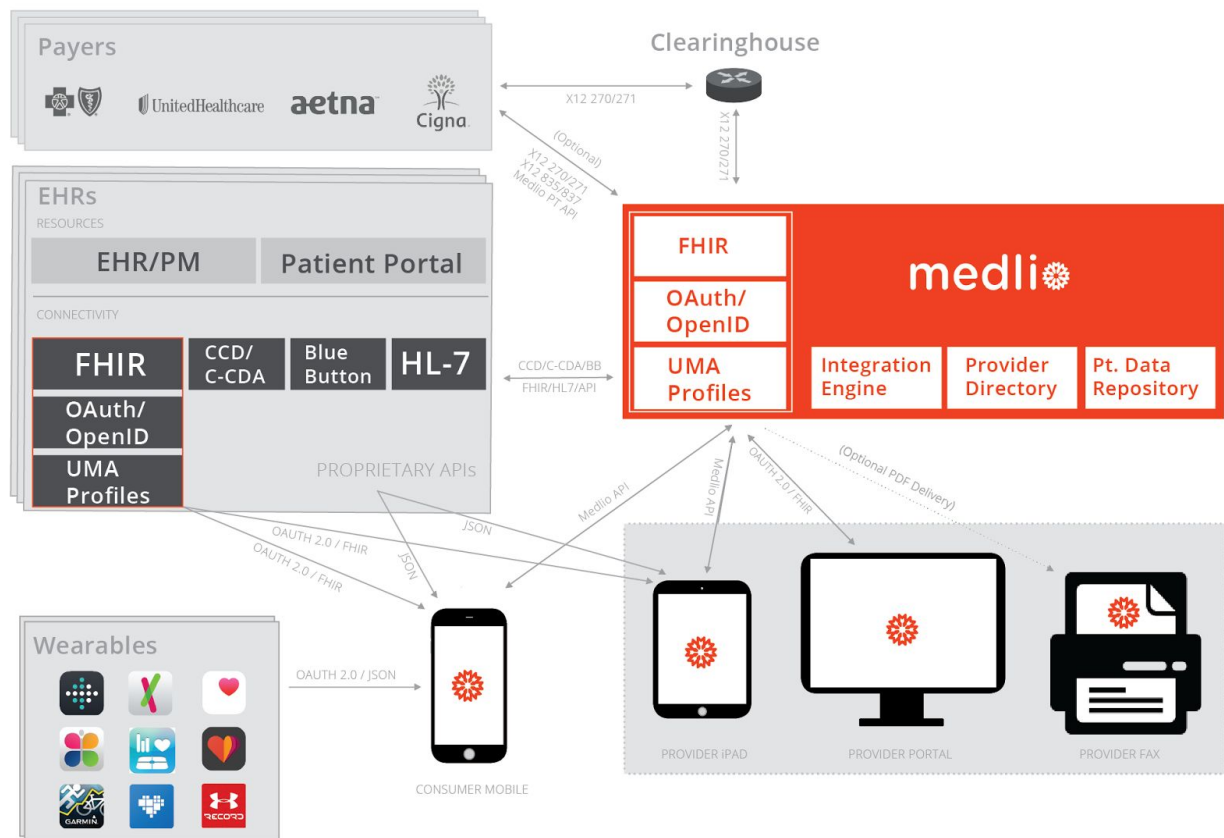 Payers
UnitedHealthcare
aetna
Cigna
Clearinghouse
X12 270/271
X12 270/271
(Optional)
X12 270/271
X12 835/837
Medlio PT API
EHRs
RESOURCES
EHR/PM
Patient Portal
CONNECTIVITY
FHIR
CCD/
C-CDA
Blue
Button
HL-7
OAuth/
OpenID
UMA
Profiles
PROPRIETARY APIs
CCD/C-CDA/BB
FHIR/HL7/API
FHIR
OAuth/
OpenID
UMA
Profiles
medlio
Integration
Engine
Provider
Directory
Pt. Data
Repository
OAUTH 2.0 / FHIR
OAUTH 2.0 / FHIR
JSON
JSON
Medlio API
Medlio API
OAUTH 2.0 / FHIR
(Optional PDF Delivery)
Wearables
GARMIN
RECORD
OAUTH 2.0 / JSON
CONSUMER MOBILE
PROVIDER iPAD
PROVIDER PORTAL
PROVIDER FAX